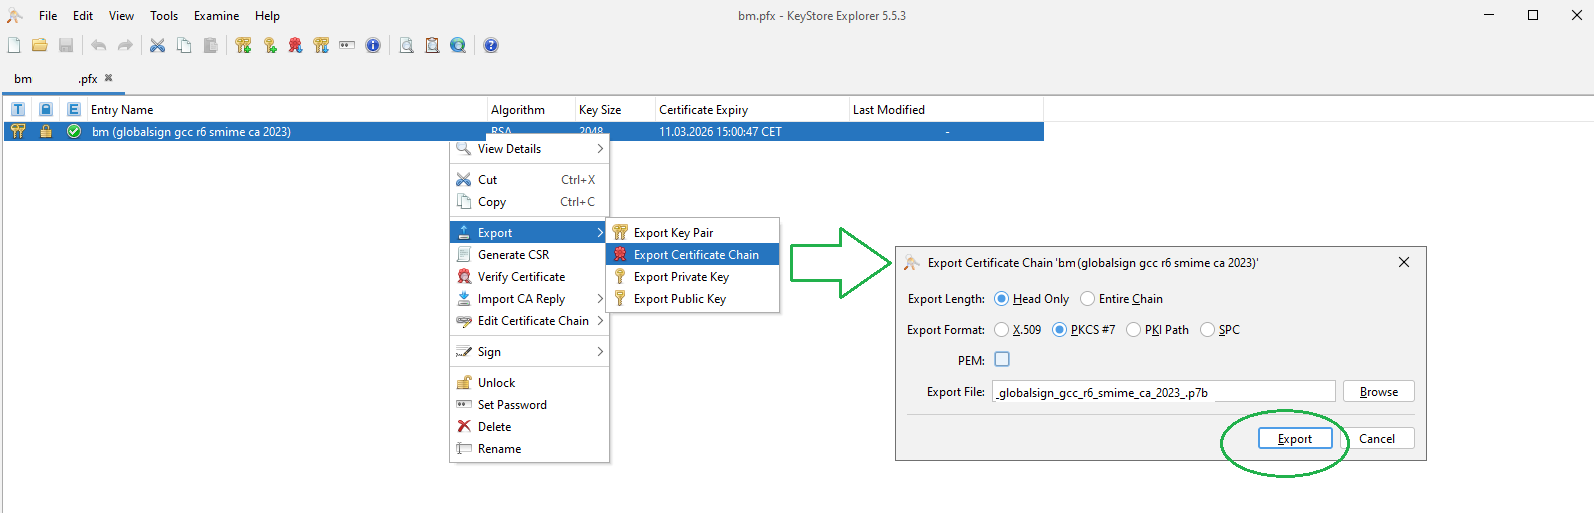 bm.pfx - KeyStore Explorer 5.5.3
File Edit View Tools Examine Help
bm .pfx
T E Entry Name Algorithm Key Size Certificate Expiry Last Modified
bm (globalsign gcc r6 smime ca 2023) RSA 2048 11.03.2026 15:00:47 CET -
View Details
Cut Ctrl+X
Copy Ctrl+C
Export
Generate CSR
Verify Certificate
Import CA Reply
Edit Certificate Chain
Sign
Unlock
Set Password
Delete
Rename
Export Key Pair
Export Certificate Chain
Export Private Key
Export Public Key
Export Certificate Chain 'bm(globalsign gcc r6 smime ca 2023)'
Export Length: Head Only Entire Chain
Export Format: X.509 PKCS #7 PKI Path SPC
PEM:
Export File: _globalsign_gcc_r6_smime_ca_2023_.p7b Browse
Export Cancel